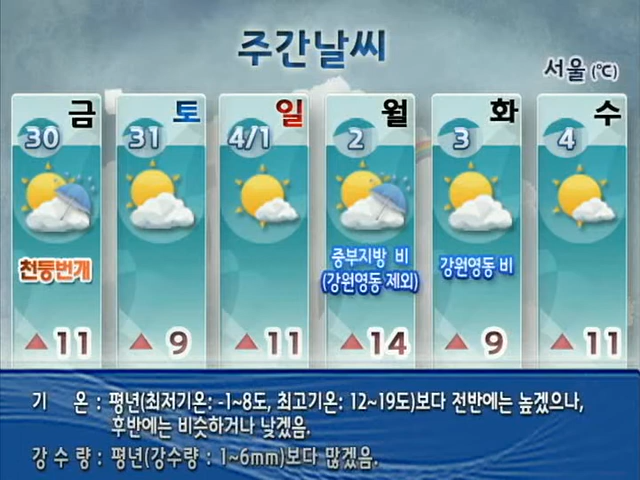 주간날씨
서울 (℃)
금 토 일 월 화 수
30 31 4/1 2 3 4
천둥번개
중부지방 비
(강원영동 제외)
강원영동 비
▲ 11 ▲ 9 ▲ 11 ▲ 14 ▲ 9 ▲ 11
기 온 : 평년(최저기온: -1~8도, 최고기온: 12~19도)보다 전반에는 높겠으나,
후반에는 비슷하거나 낮겠음.
강 수 량 : 평년(강수량 : 1~6mm)보다 많겠음.